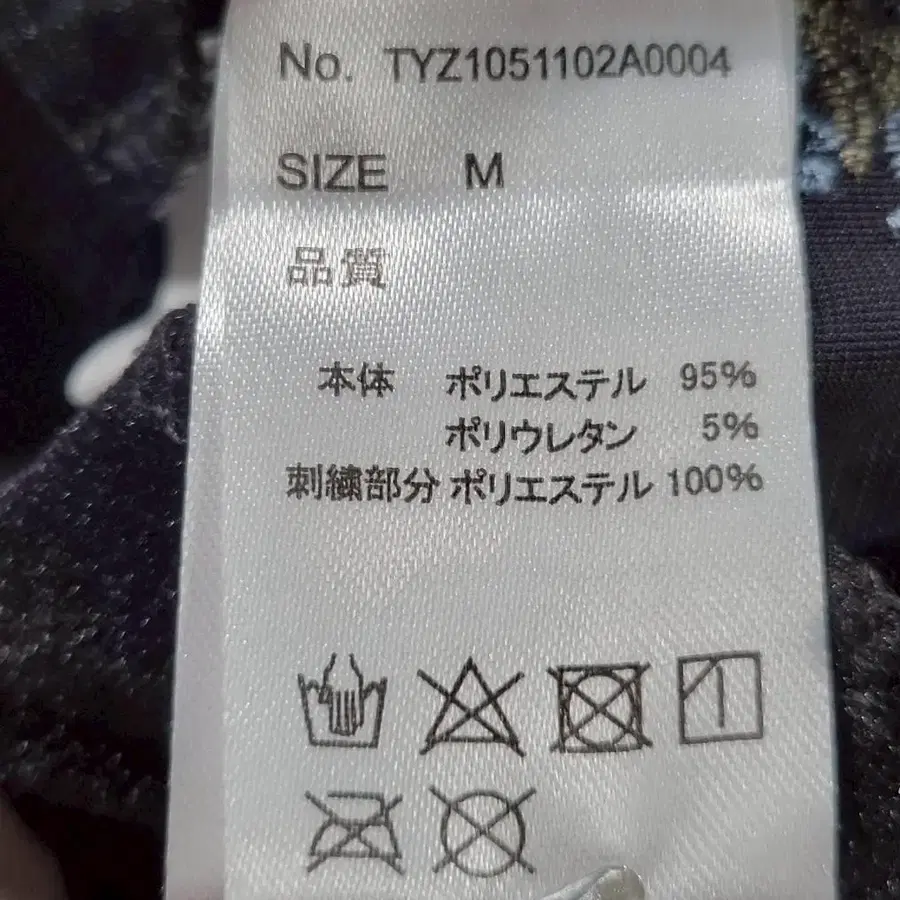 No. TYZ1051102A0004
SIZE M
品質
本体 ポリエステル 95%
ポリウレタン 5%
刺繍部分 ポリエステル 100%